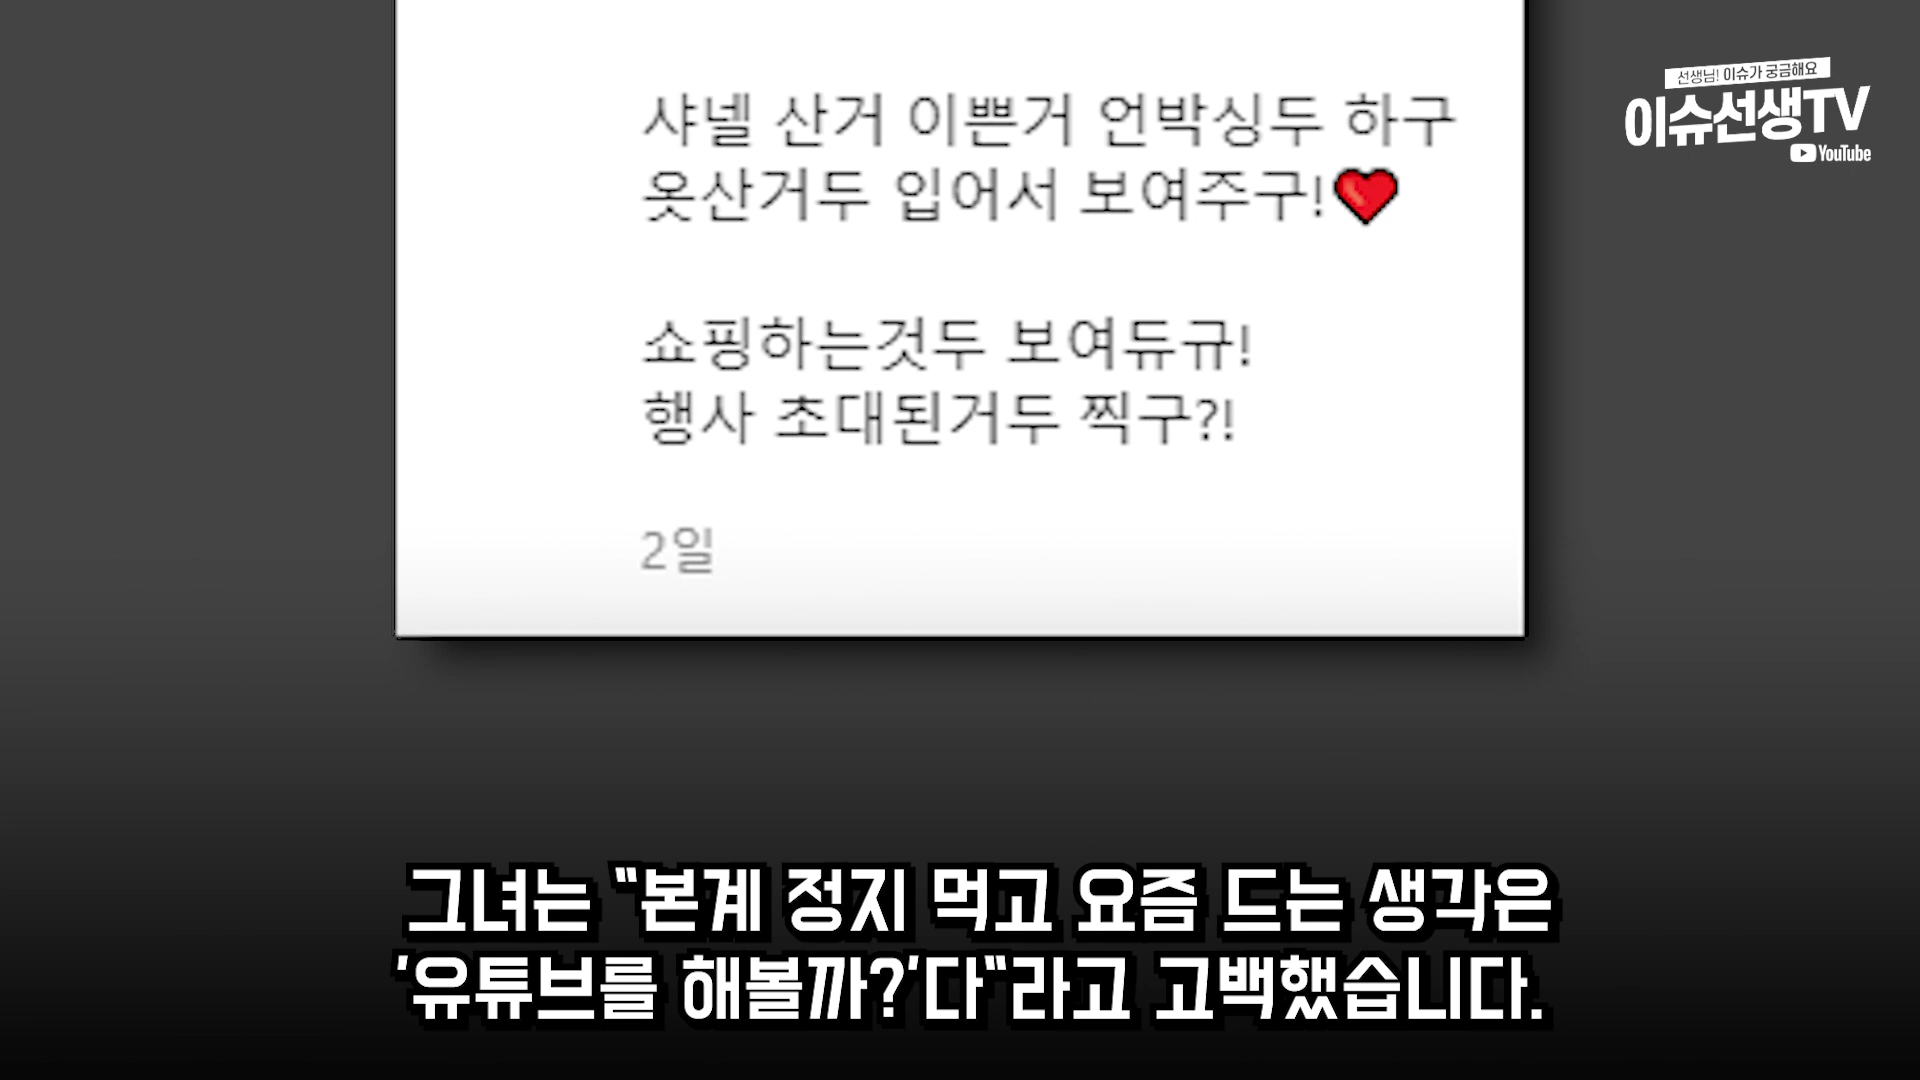 선생님! 이슈가 궁금해요
이슈선생TV
YouTube
샤넬 산거 이쁜거 언박싱두 하구
옷산거두 입어서 보여주구!❤️
쇼핑하는것두 보여듀규!
행사 초대된거두 찍구?!
2일
그녀는 "본계 정지 먹고 요즘 드는 생각은
'유튜브를 해볼까?'다"라고 고백했습니다.